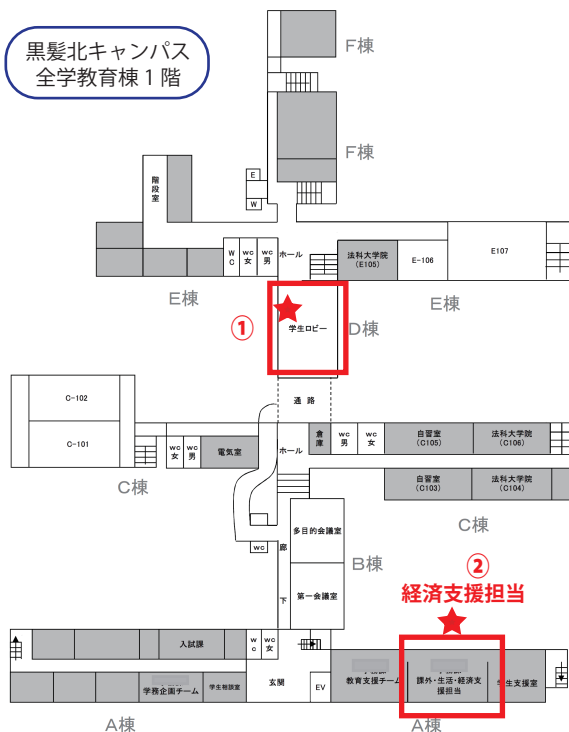 黒髪北キャンパス
全学教育棟１階
F棟
F棟
階段室
E
W
WC
wc女
wc男
ホール
法科大学院
(E105)
E-106
E107
E棟
E棟
①
学生ロビー
D棟
通路
C-102
C-101
wc女
wc男
電気室
ホール
倉庫
wc男
wc女
自習室
(C105)
法科大学院
(C106)
自習室
(C103)
法科大学院
(C104)
C棟
C棟
wc
廊下
多目的会議室
第一会議室
B棟
②
経済支援担当
入試課
wc
wc女
学務企画チーム
学生相談室
玄関
EV
教育支援チーム
課外・生活・経済支
援担当
学生支援室
A棟
A棟